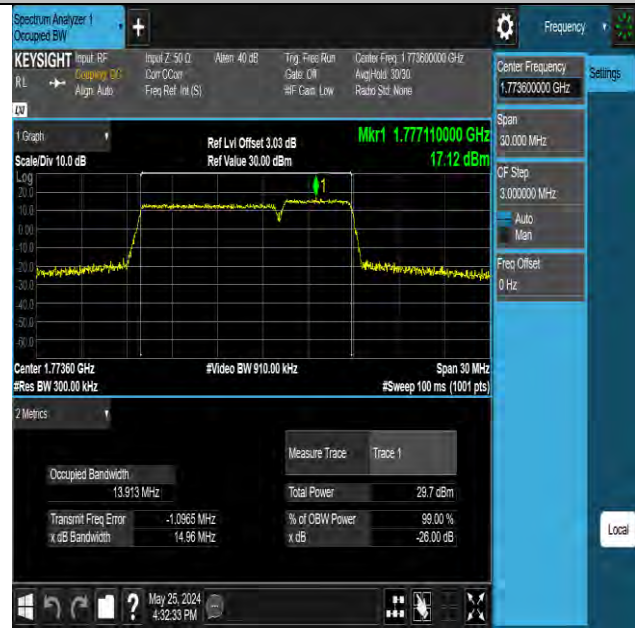 Spectrum Analyzer 1
Occupied BW
+
Frequency
KEYSIGHT
Input: RF
Input Z: 50 Ω
Atten: 40 dB
Trig: Free Run
Center Freq: 1.773600000 GHz
RL
Coupling: DC
Corr CCorr
Gate: Off
Avg|Hold: 30/30
Align: Auto
Freq Ref: Int (S)
#IF Gain: Low
Radio Std: None
LXI
1 Graph
Ref Lvl Offset 3.03 dB
Mkr1 1.777110000 GHz
Scale/Div 10.0 dB
Ref Value 30.00 dBm
17.12 dBm
Log
20.0
10.0
0.00
-10.0
-20.0
-30.0
-40.0
-50.0
-60.0
1
Center 1.77360 GHz
#Video BW 910.00 kHz
Span 30 MHz
#Res BW 300.00 kHz
#Sweep 100 ms (1001 pts)
2 Metrics
Measure Trace
Trace 1
Occupied Bandwidth
13.913 MHz
Total Power
29.7 dBm
Transmit Freq Error
-1.0965 MHz
% of OBW Power
99.00 %
x dB Bandwidth
14.96 MHz
x dB
-26.00 dB
Center Frequency
1.773600000 GHz
Settings
Span
30.000 MHz
CF Step
3.000000 MHz
Auto
Man
Freq Offset
0 Hz
Local
?
May 25, 2024
4:32:33 PM